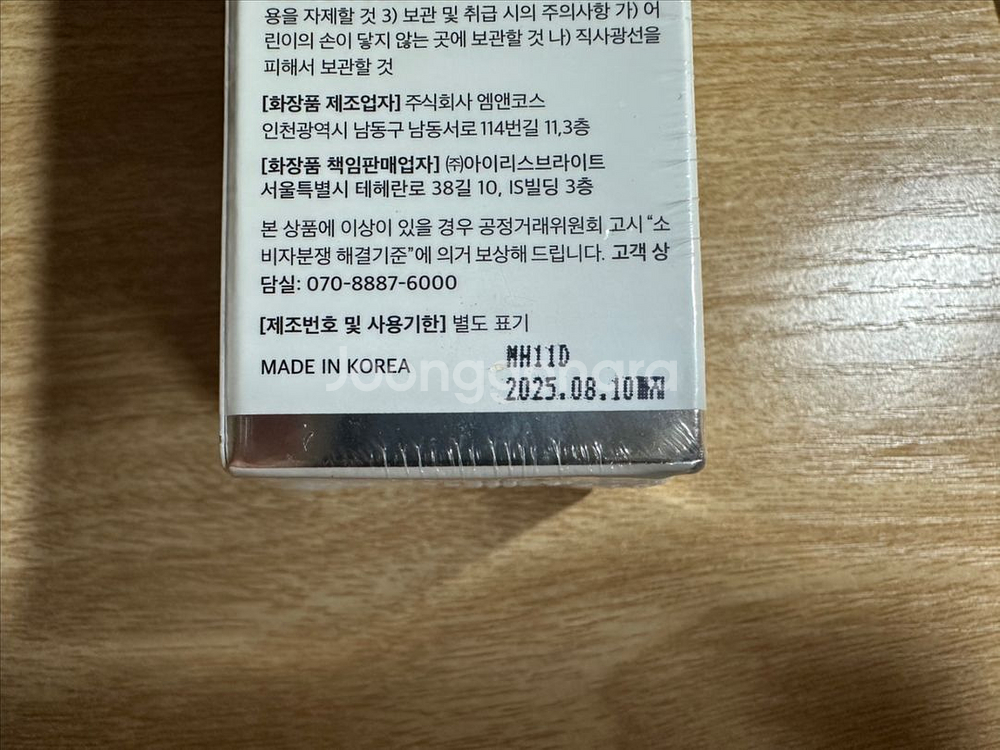 용을 자제할 것 3) 보관 및 취급 시의 주의사항 가) 어
린이의 손이 닿지 않는 곳에 보관할 것 나) 직사광선을
피해서 보관할 것
[화장품 제조업자] 주식회사 엠앤코스
인천광역시 남동구 남동서로 114번길 11,3층
[화장품 책임판매업자] ㈜아이리스브라이트
서울특별시 테헤란로 38길 10, IS빌딩 3층
본 상품에 이상이 있을 경우 공정거래위원회 고시 “소
비자분쟁 해결기준”에 의거 보상해 드립니다. 고객 상
담실: 070-8887-6000
[제조번호 및 사용기한] 별도 표기
MADE IN KOREA
MH11D
2025.08.10까지
Joonggonara